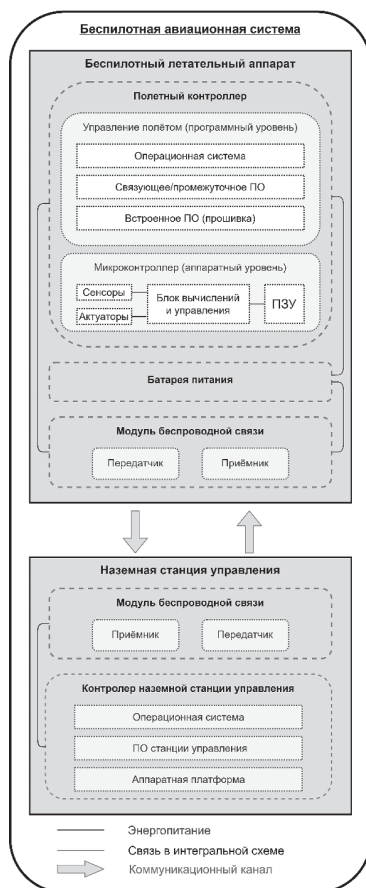 Беспилотная авиационная система
Беспилотный летательный аппарат
Полетный контроллер
Управление полётом (программный уровень)
Операционная система
Связующее/промежуточное ПО
Встроенное ПО (прошивка)
Микроконтроллер (аппаратный уровень)
Сенсоры
Актуаторы
Блок вычислений
и управления
ПЗУ
Батарея питания
Модуль беспроводной связи
Передатчик
Приёмник
Наземная станция управления
Модуль беспроводной связи
Приёмник
Передатчик
Контролер наземной станции управления
Операционная система
ПО станции управления
Аппаратная платформа
Энергопитание
Связь в интегральной схеме
Коммуникационный канал